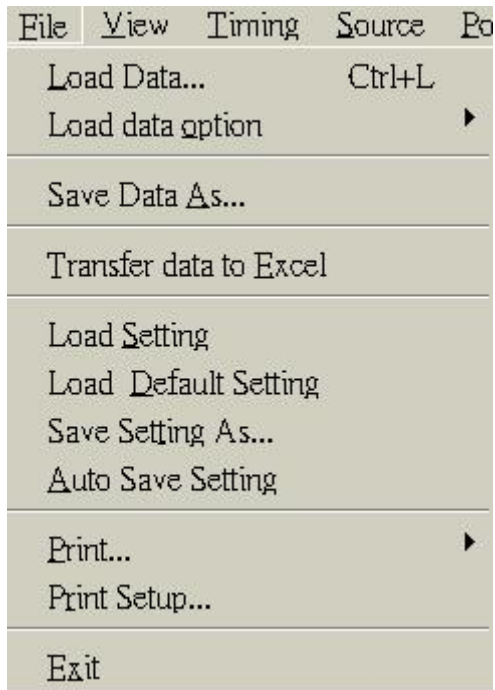 File View Timing Source Po
Load Data... Ctrl+L
Load data option
Save Data As...
Transfer data to Excel
Load Setting
Load Default Setting
Save Setting As...
Auto Save Setting
Print...
Print Setup...
Exit